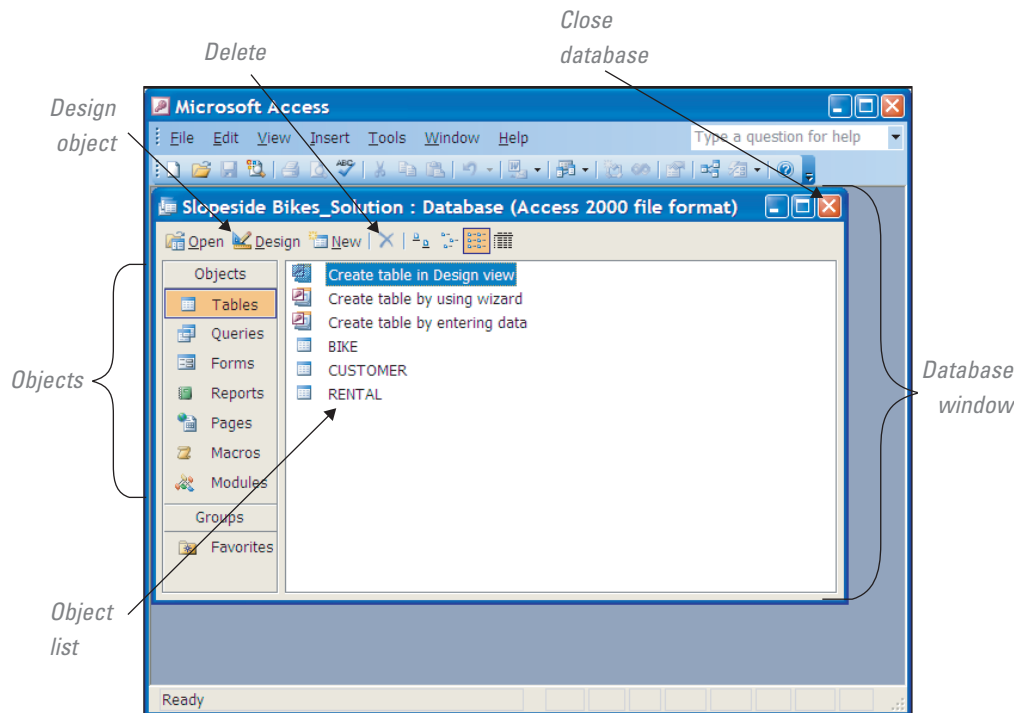 Close
database
Delete
Design
object
Microsoft Access
File Edit View Insert Tools Window Help
Type a question for help
ABC
Slopeside Bikes_Solution : Database (Access 2000 file format)
Open Design New
Objects
Tables
Queries
Forms
Reports
Pages
Macros
Modules
Groups
Favorites
Create table in Design view
Create table by using wizard
Create table by entering data
BIKE
CUSTOMER
RENTAL
Objects
Database
window
Object
list
Ready